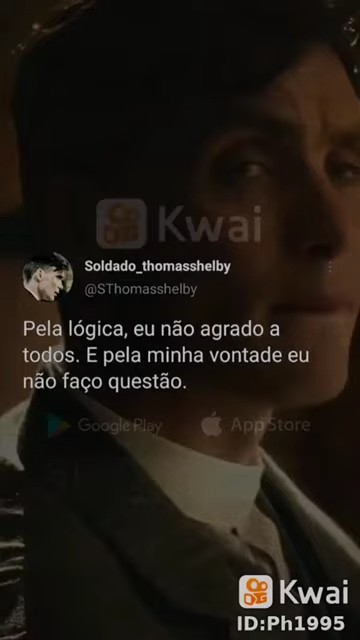 Kwai
Soldado_thomasshelby
@SThomasshelby
Pela lógica, eu não agrado a
todos. E pela minha vontade eu
não faço questão.
Google Play
App Store
Kwai
ID:Ph1995